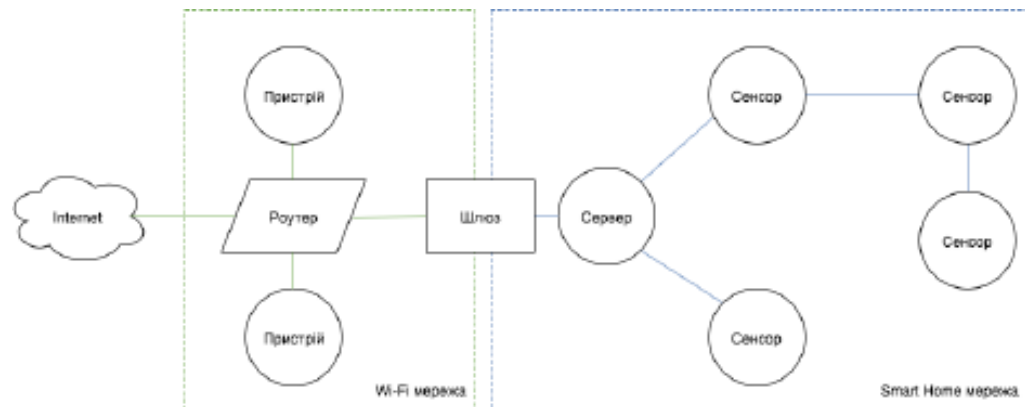 Пристрій
Сенсор
Сенсор
Internet
Роутер
Шлюз
Сервер
Сенсор
Пристрій
Сенсор
Wi-Fi мережа
Smart Home мережа